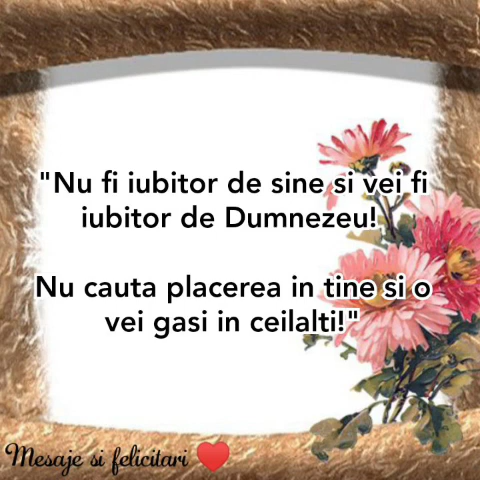 "Nu fi iubitor de sine si vei fi
iubitor de Dumnezeu!
Nu cauta placerea in tine si o
vei gasi in ceilalti!"
Mesaje si felicitari ❤️